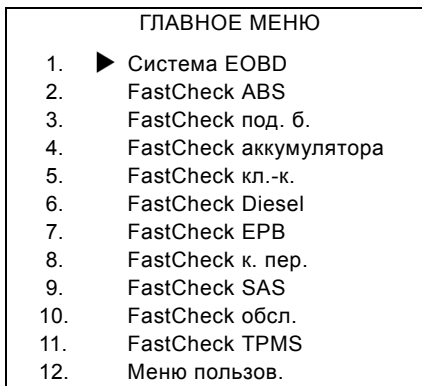 ГЛАВНОЕ МЕНЮ
1. ▶ Система EOBD
2. FastCheck ABS
3. FastCheck под. б.
4. FastCheck аккумулятора
5. FastCheck кл.-к.
6. FastCheck Diesel
7. FastCheck EPB
8. FastCheck к. пер.
9. FastCheck SAS
10. FastCheck обсл.
11. FastCheck TPMS
12. Меню пользов.